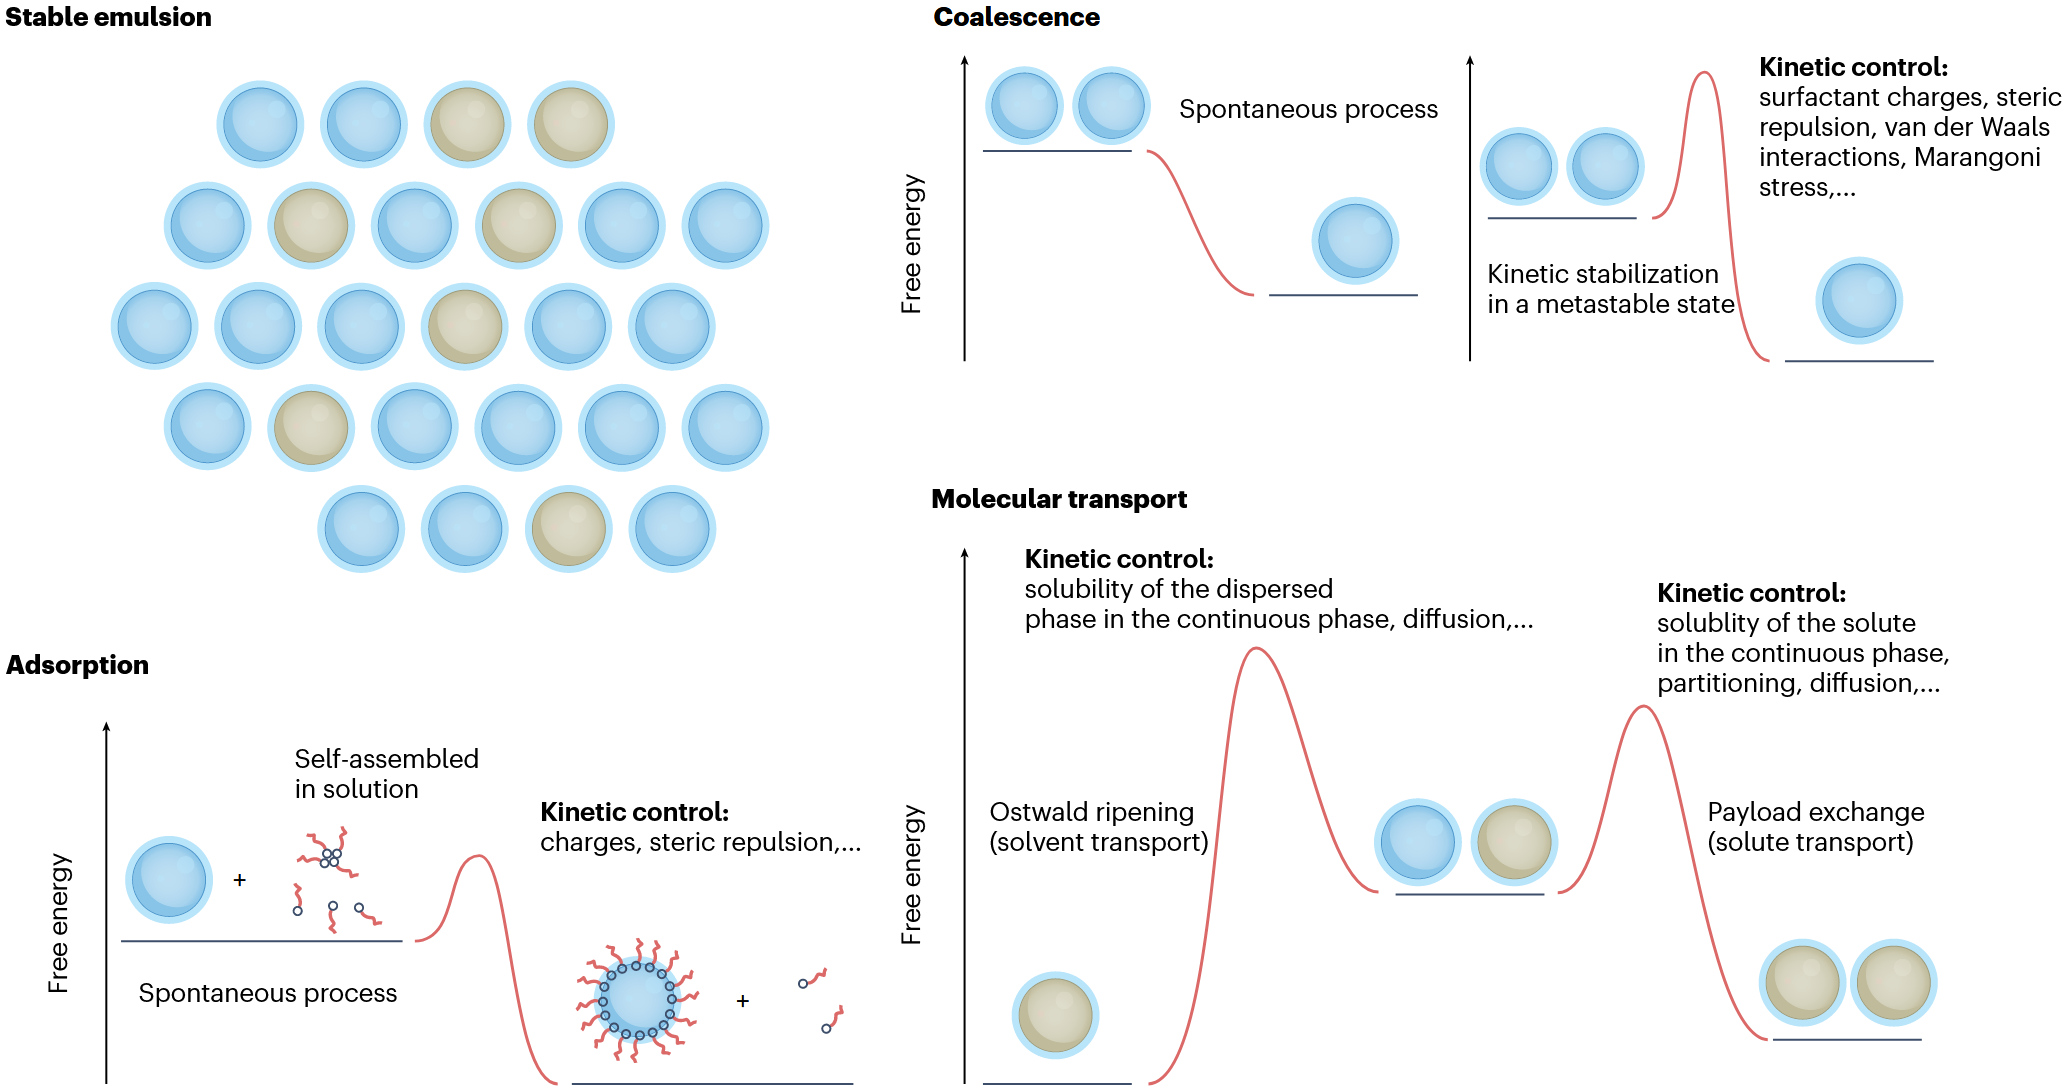 Stable emulsion
Coalescence
Free energy
Spontaneous process
Kinetic control:
surfactant charges, steric
repulsion, van der Waals
interactions, Marangoni
stress,...
Kinetic stabilization
in a metastable state
Adsorption
Free energy
Self-assembled
in solution
+
Spontaneous process
Kinetic control:
charges, steric repulsion,...
+
Molecular transport
Free energy
Kinetic control:
solubility of the dispersed
phase in the continuous phase, diffusion,...
Ostwald ripening
(solvent transport)
Kinetic control:
solublity of the solute
in the continuous phase,
partitioning, diffusion,...
Payload exchange
(solute transport)